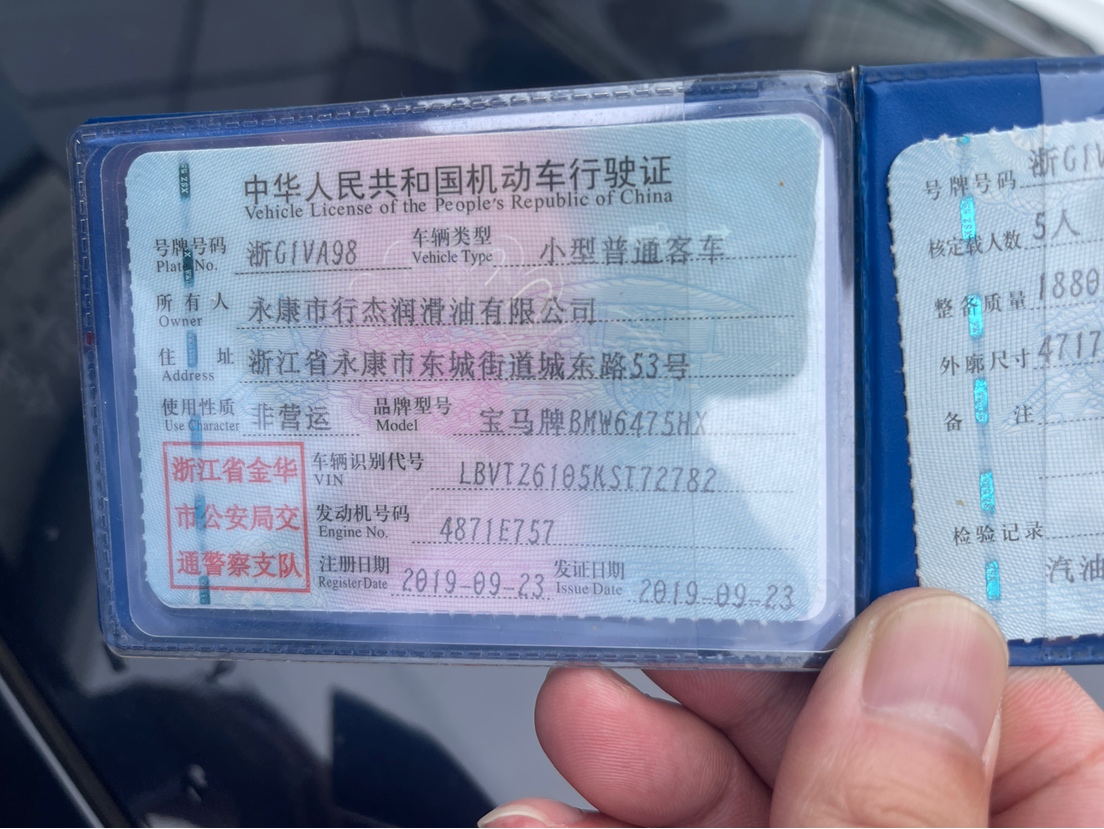 中华人民共和国机动车行驶证
Vehicle License of the People's Republic of China
号牌号码 浙G1VA98 车辆类型 小型普通客车
Plate No. Vehicle Type
所有人 永康市行杰润滑油有限公司
Owner
住址 浙江省永康市东城街道城东路53号
Address
使用性质 非营运 品牌型号 宝马牌BMW6475HX
Use Character Model
浙江省金华
市公安局交
通警察支队
车辆识别代号 LBVTZ6105KST72782
VIN
发动机号码 4871E757
Engine No.
注册日期 2019-09-23 发证日期 2019-09-23
Register Date Issue Date
号牌号码 浙G1V
核定载人数 5人
整备质量 1880
外廓尺寸 4717
备注
检验记录
汽油